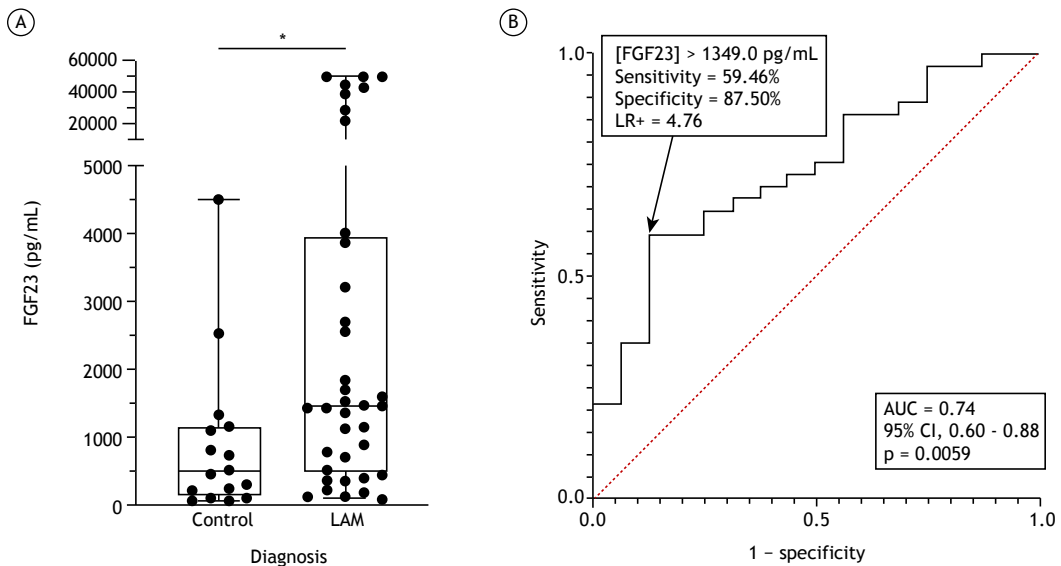 A
*
60000
40000
20000
5000
4000
3000
2000
1000
0
FGF23 (pg/mL)
Control
LAM
Diagnosis
B
[FGF23] > 1349.0 pg/mL
Sensitivity = 59.46%
Specificity = 87.50%
LR+ = 4.76
1.0
0.5
0.0
Sensitivity
AUC = 0.74
95% CI, 0.60 - 0.88
p = 0.0059
0.0
0.5
1.0
1 − specificity